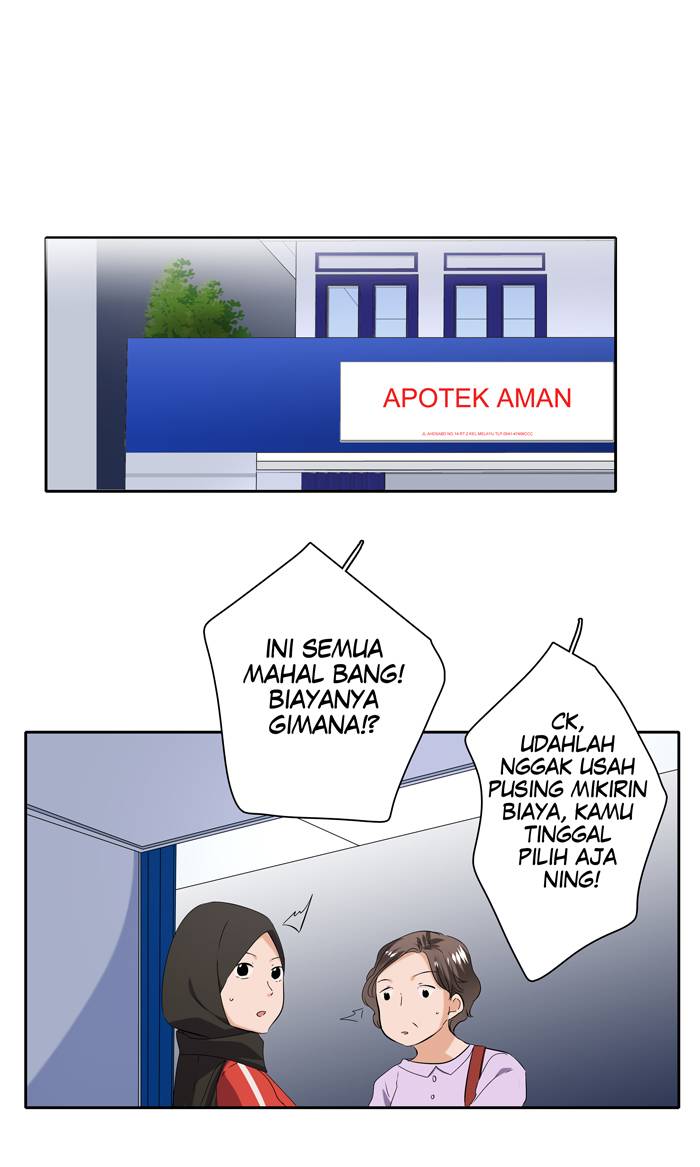 APOTEK AMAN
INI SEMUA
MAHAL BANG!
BIAYANYA
GIMANA!?
CK,
UDAHLAH
NGGAK USAH
PUSING MIKIRIN
BIAYA, KAMU
TINGGAL
PILIH AJA
NING!